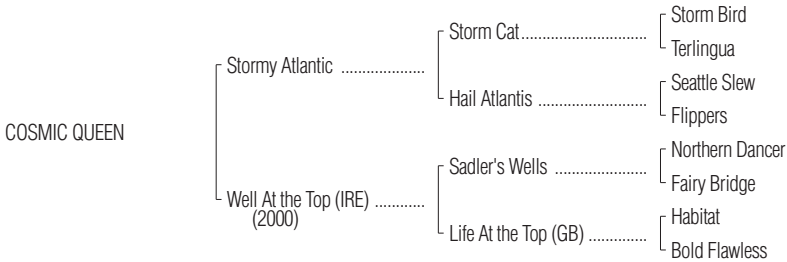 Storm Bird
Storm Cat..............................
Terlingua
Stormy Atlantic ....................
Seattle Slew
Hail Atlantis ..........................
Flippers
COSMIC QUEEN
Northern Dancer
Sadler's Wells ......................
Fairy Bridge
Well At the Top (IRE) ............
(2000)
Habitat
Life At the Top (GB) ..............
Bold Flawless